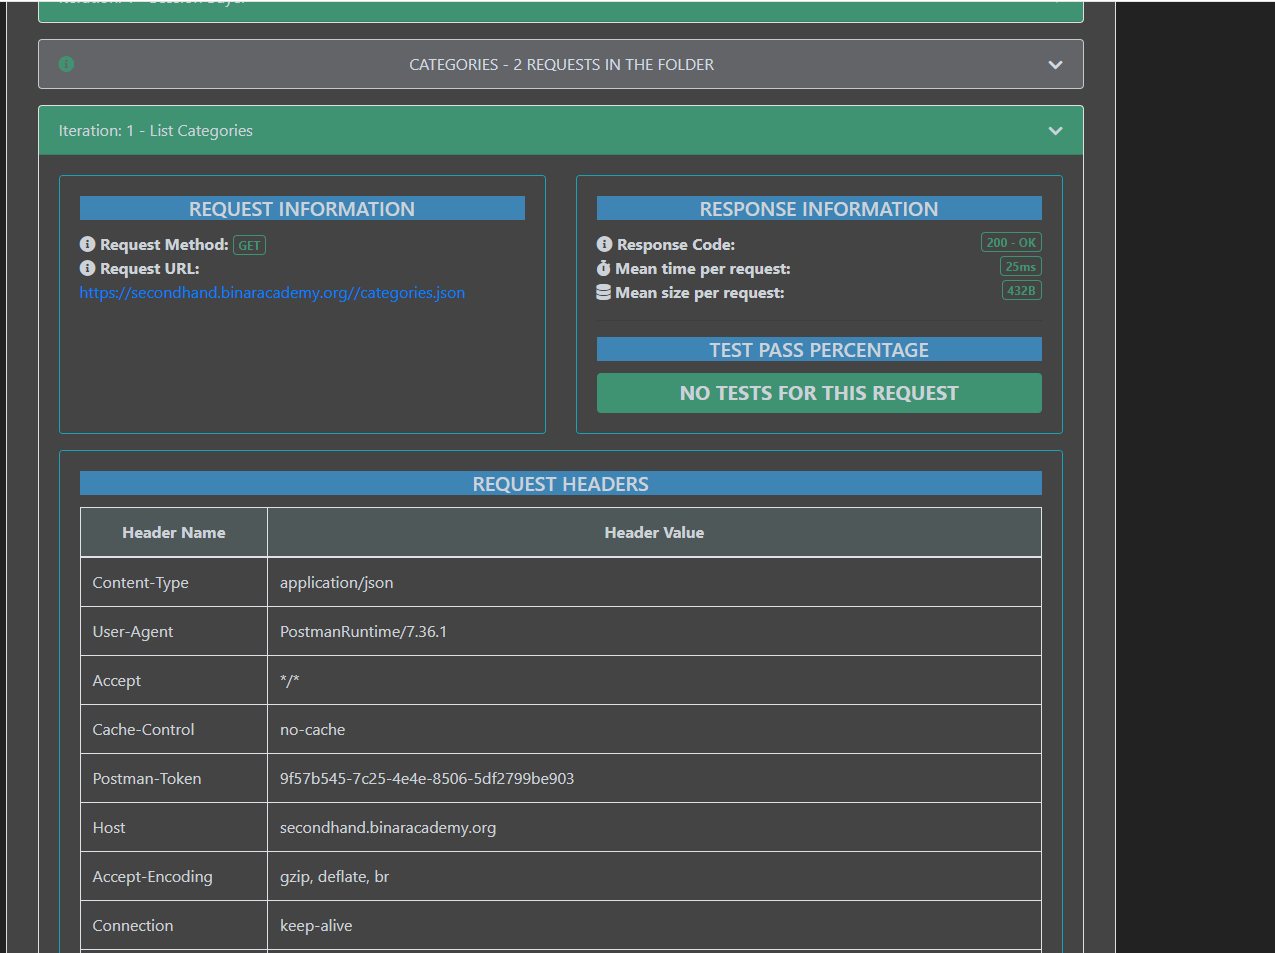 CATEGORIES - 2 REQUESTS IN THE FOLDER
Iteration: 1 - List Categories
REQUEST INFORMATION
Request Method: GET
Request URL:
https://secondhand.binaracademy.org//categories.json
RESPONSE INFORMATION
Response Code: 200 - OK
Mean time per request: 25ms
Mean size per request: 432B
TEST PASS PERCENTAGE
NO TESTS FOR THIS REQUEST
REQUEST HEADERS
Header Name Header Value
Content-Type application/json
User-Agent PostmanRuntime/7.36.1
Accept */*
Cache-Control no-cache
Postman-Token 9f57b545-7c25-4e4e-8506-5df2799be903
Host secondhand.binaracademy.org
Accept-Encoding gzip, deflate, br
Connection keep-alive